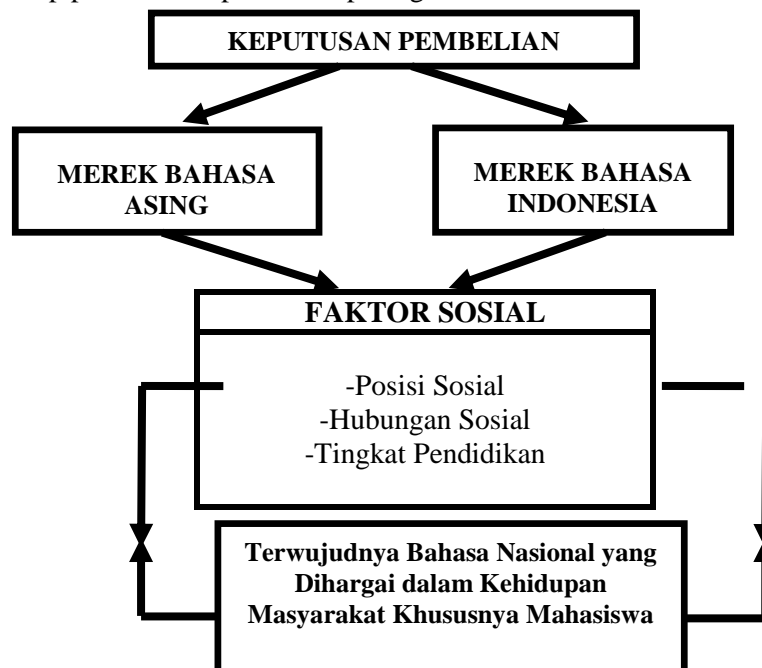 KEPUTUSAN PEMBELIAN
MEREK BAHASA
ASING
MEREK BAHASA
INDONESIA
FAKTOR SOSIAL
-Posisi Sosial
-Hubungan Sosial
-Tingkat Pendidikan
Terwujudnya Bahasa Nasional yang
Dihargai dalam Kehidupan
Masyarakat Khususnya Mahasiswa